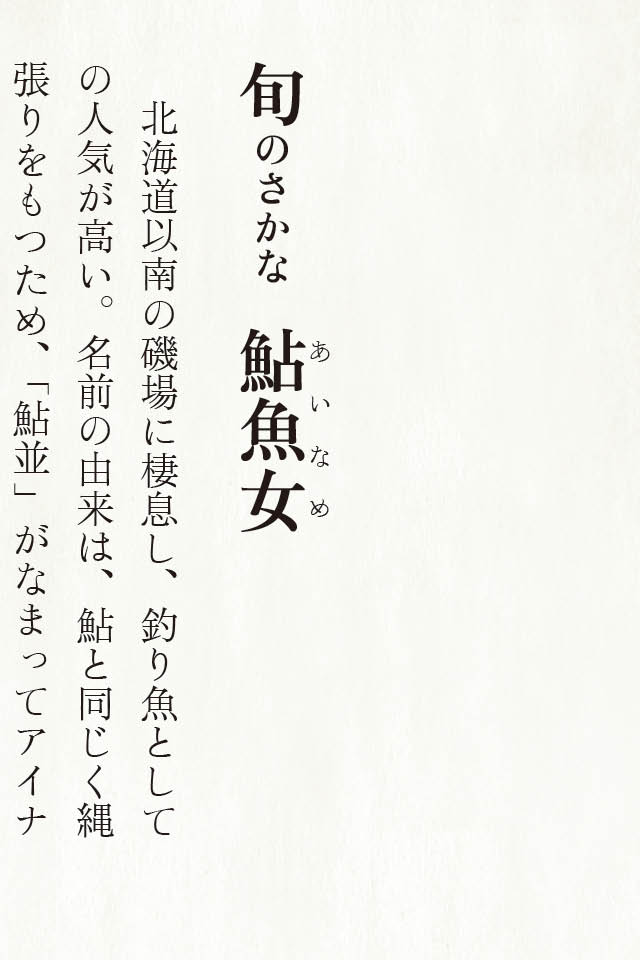 旬のさかな 鮎魚女
あいなめ
北海道以南の磯場に棲息し、釣り魚として
の人気が高い。名前の由来は、鮎と同じく縄
張りをもつため、「鮎並」がなまってアイナ